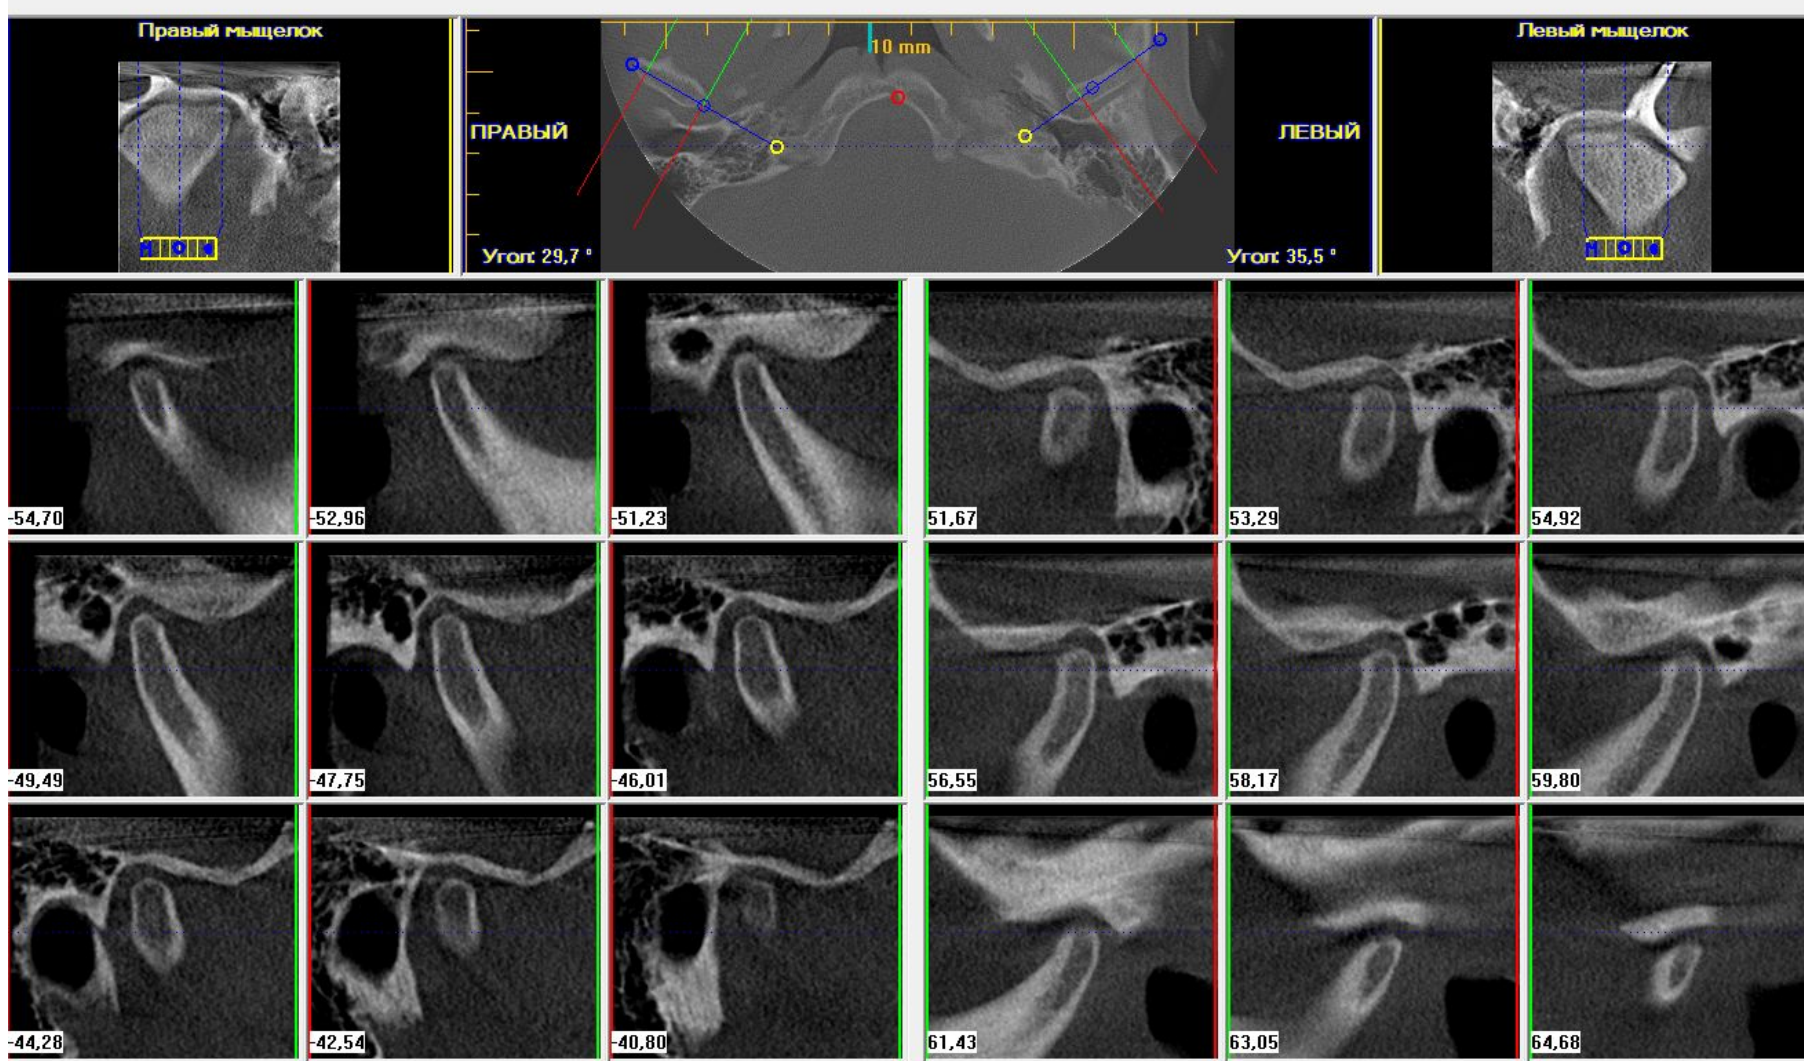 Правый мыщелок
10 mm
ПРАВЫЙ
ЛЕВЫЙ
Угол: 29,7 °
Угол: 35,5 °
Левый мыщелок
-54,70
-52,96
-51,23
51,67
53,29
54,92
-49,49
-47,75
-46,01
56,55
58,17
59,80
-44,28
-42,54
-40,80
61,43
63,05
64,68